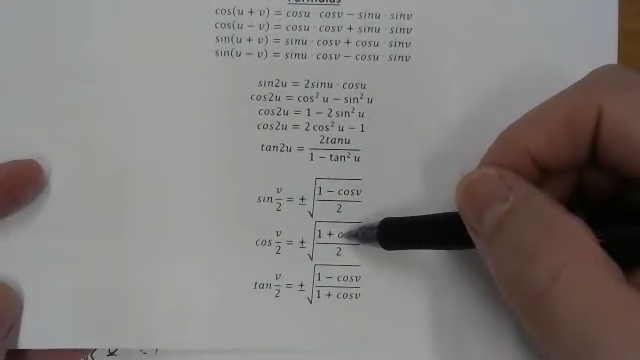 Formulas
cos(u + v) = cosu · cosv − sinu · sinv
cos(u − v) = cosu · cosv + sinu · sinv
sin(u + v) = sinu · cosv + cosu · sinv
sin(u − v) = sinu · cosv − cosu · sinv
sin2u = 2sinu · cosu
cos2u = cos² u − sin² u
cos2u = 1 − 2 sin² u
cos2u = 2 cos² u − 1
tan2u = 2tanu / 1 − tan² u
sin v/2 = ± √(1 − cosv / 2)
cos v/2 = ± √(1 + / 2)
tan v/2 = ± √(1 − cosv / 1 + cosv)